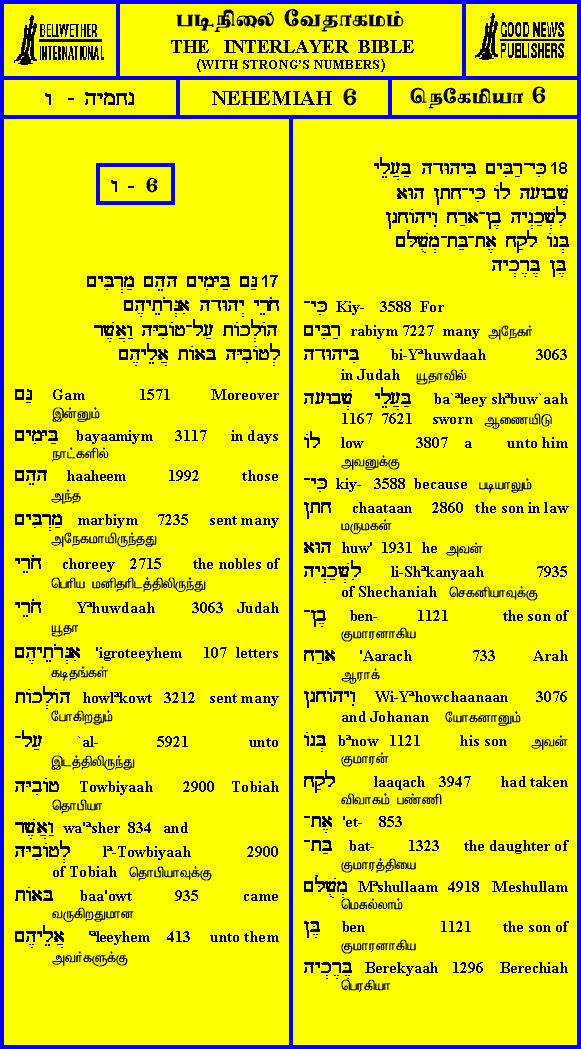 BELLWETHER
INTERNATIONAL
படிநிலை வேதாகமம்
THE INTERLAYER BIBLE
(WITH STRONG'S NUMBERS)
GOOD NEWS
PUBLISHERS
נחמיה - ו
NEHEMIAH 6
நெகேமியா 6
ו - 6
17 גַּם בַּיָּמִים הָהֵם מַרְבִּים
חֹרֵי יְהוּדָה אִגְּרֹתֵיהֶם
הוֹלְכוֹת עַל־טוֹבִיָּה וַאֲשֶׁר
לְטוֹבִיָּה בָּאוֹת אֲלֵיהֶם
גַּם Gam 1571 Moreover
இன்னும்
בַּיָּמִים bayaamiym 3117 in days
நாட்களில்
הָהֵם haaheem 1992 those
அந்த
מַרְבִּים marbiym 7235 sent many
அநேகமாயிருந்தது
חֹרֵי choreey 2715 the nobles of
பெரிய மனிதரிடத்திலிருந்து
חֹרֵי Yªhuwdaah 3063 Judah
யூதா
אִגְּרֹתֵיהֶם 'igroteeyhem 107 letters
கடிதங்கள்
הוֹלְכוֹת howlªkowt 3212 sent many
போகிறதும்
עַל־ `al- 5921 unto
இடத்திலிருந்து
טוֹבִיָּה Towbiyaah 2900 Tobiah
தொபியா
וַאֲשֶׁר wa'ªsher 834 and
לְטוֹבִיָּה lª-Towbiyaah 2900
of Tobiah தொபியாவுக்கு
בָּאוֹת baa'owt 935 came
வருகிறதுமான
אֲלֵיהֶם 'ªleeyhem 413 unto them
அவர்களுக்கு
18 כִּי־רַבִּים בִּיהוּדָה בַּעֲלֵי
שְׁבוּעָה לוֹ כִּי־חָתָן הוּא
לִשְׁכַנְיָה בֶן־אָרַח וִיהוֹחָנָן
בְּנוֹ לָקַח אֶת־בַּת־מְשֻׁלָּם
בֶּן בֶּרֶכְיָה
כִּי־ Kiy- 3588 For
רַבִּים rabiym 7227 many அநேகர்
בִּיהוּדָה bi-Yªhuwdaah 3063
in Judah யூதாவில்
בַּעֲלֵי שְׁבוּעָה ba`ªleey shªbuw`aah
1167 7621 sworn ஆணையிடு
לוֹ low 3807 a unto him
அவனுக்கு
כִּי־ kiy- 3588 because படியாலும்
חָתָן chaataan 2860 the son in law
மருமகன்
הוּא huw' 1931 he அவன்
לִשְׁכַנְיָה li-Shªkanyaah 7935
of Shechaniah செகனியாவுக்கு
בֶּן־ ben- 1121 the son of
குமாரனாகிய
אָרַח 'Aarach 733 Arah
ஆராக்
וִיהוֹחָנָן Wi-Yªhowchaanaan 3076
and Johanan யோகனானும்
בְּנוֹ bªnow 1121 his son அவன்
குமாரன்
לָקַח laaqach 3947 had taken
விவாகம் பண்ணி
אֶת־ 'et- 853
בַּת־ bat- 1323 the daughter of
குமாரத்தியை
מְשֻׁלָּם Mªshullaam 4918 Meshullam
மெசுல்லாம்
בֶּן ben 1121 the son of
குமாரனாகிய
בֶּרֶכְיָה Berekyaah 1296 Berechiah
பெரகியா